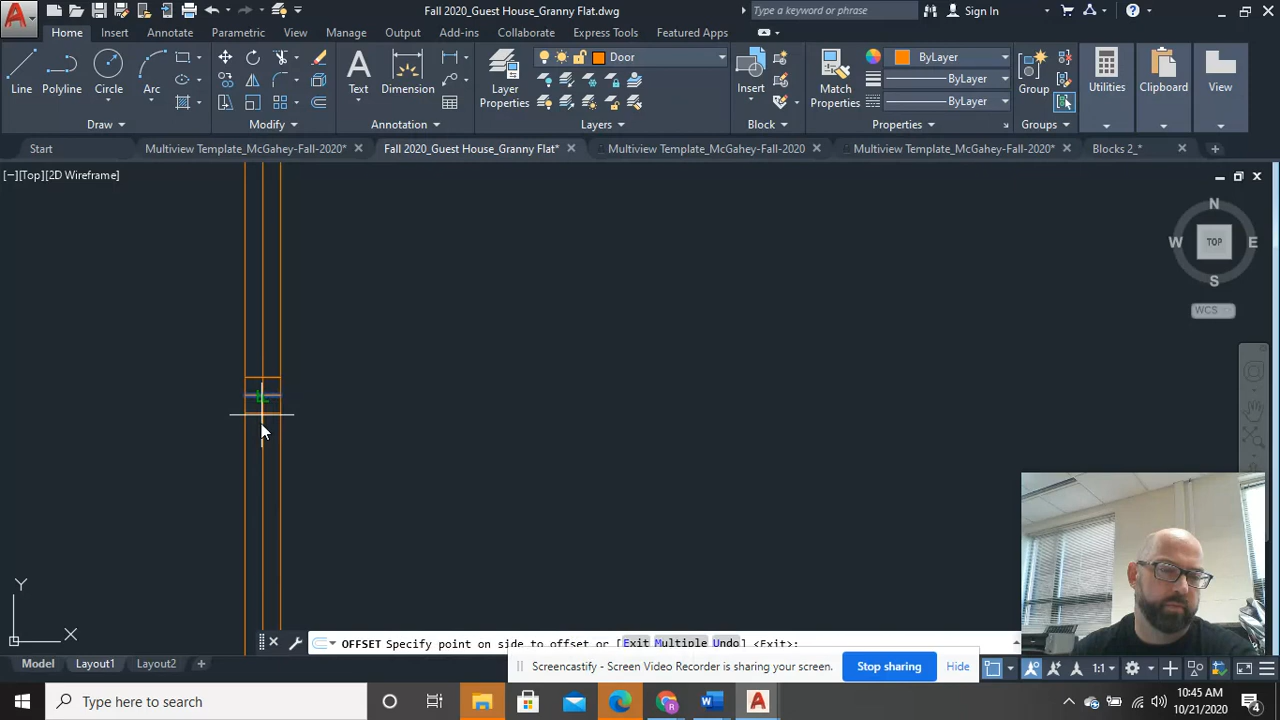 Fall 2020_Guest House_Granny Flat.dwg
Type a keyword or phrase
Sign In
Home Insert Annotate Parametric View Manage Output Add-ins Collaborate Express Tools Featured Apps
Door
ByLayer
ByLayer
ByLayer
Line Polyline Circle Arc
Text Dimension
Layer Properties
Insert
Match Properties
Group
Utilities
Clipboard
View
Draw Modify Annotation Layers Block Properties Groups
Start Multiview Template_McGahey-Fall-2020* Fall 2020_Guest House_Granny Flat* Multiview Template_McGahey-Fall-2020 Multiview Template_McGahey-Fall-2020* Blocks 2_*
[−][Top][2D Wireframe]
N
W TOP E
S
WCS
Y
X
OFFSET Specify point on side to offset or [Exit Multiple Undo] <Exit>:
Model Layout1 Layout2 +
Screencastify - Screen Video Recorder is sharing your screen. Stop sharing Hide
1:1
Type here to search
10:45 AM
10/21/2020
4